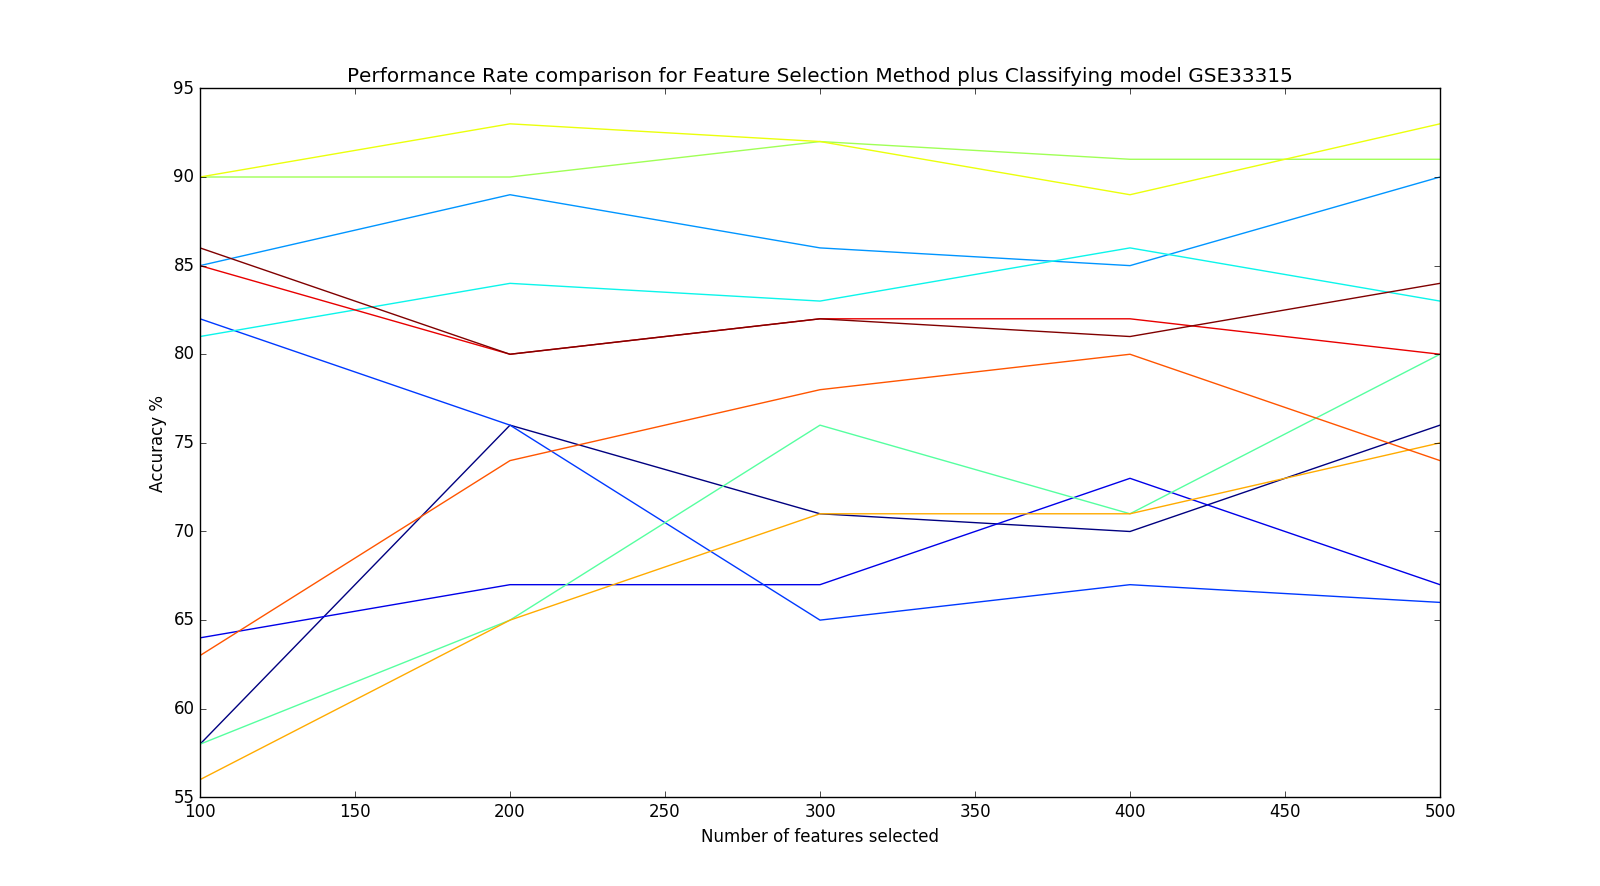 Performance Rate comparison for Feature Selection Method plus Classifying model GSE33315
95
90
85
80
75
70
65
60
55
Accuracy %
100 150 200 250 300 350 400 450 500
Number of features selected